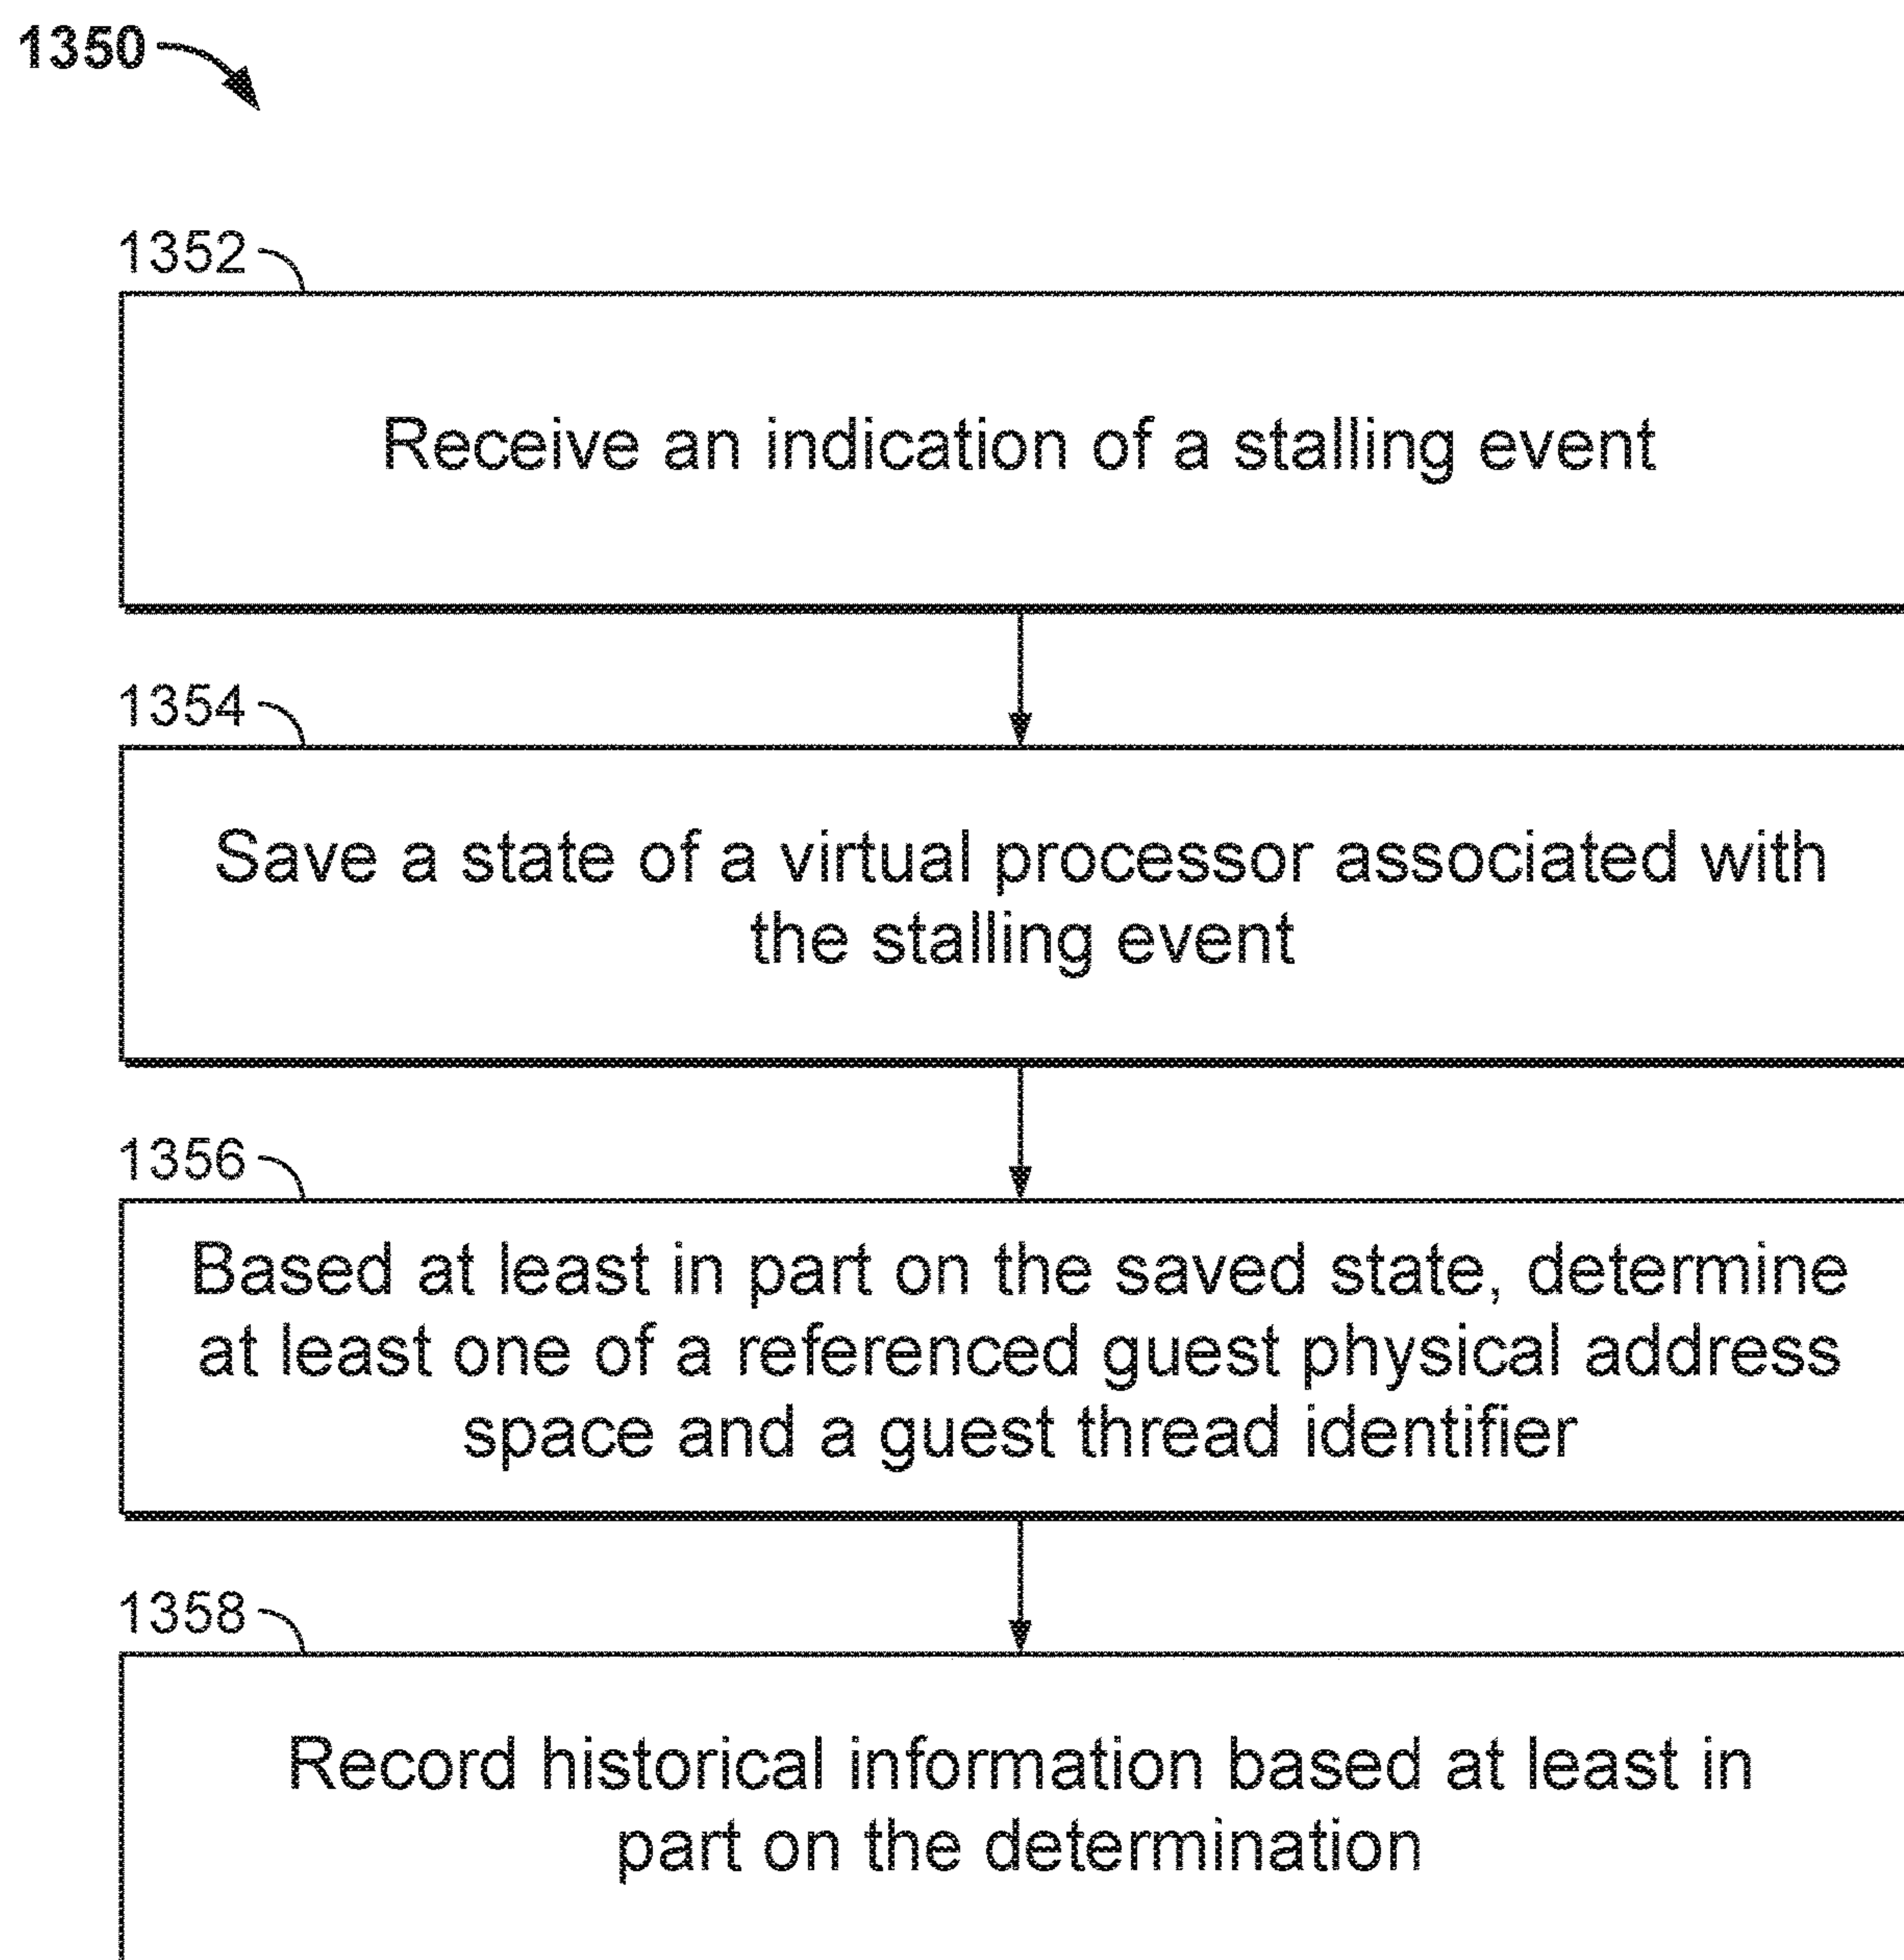 1350
1352
Receive an indication of a stalling event
1354
Save a state of a virtual processor associated with
the stalling event
1356
Based at least in part on the saved state, determine
at least one of a referenced guest physical address
space and a guest thread identifier
1358
Record historical information based at least in
part on the determination